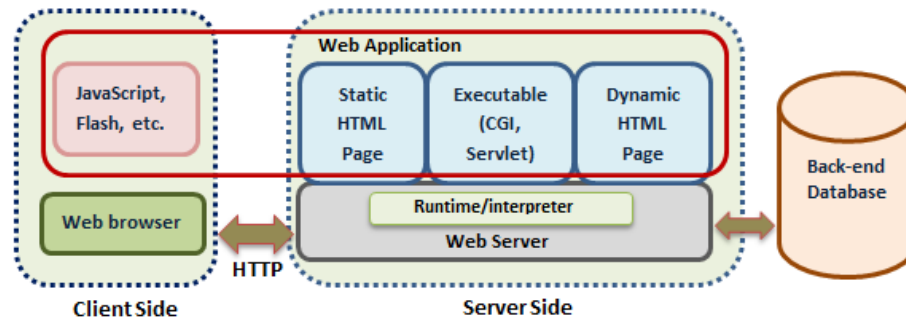 Web Application
JavaScript,
Flash, etc.
Static
HTML
Page
Executable
(CGI,
Servlet)
Dynamic
HTML
Page
Back-end
Database
Web browser
Runtime/interpreter
Web Server
HTTP
Client Side
Server Side